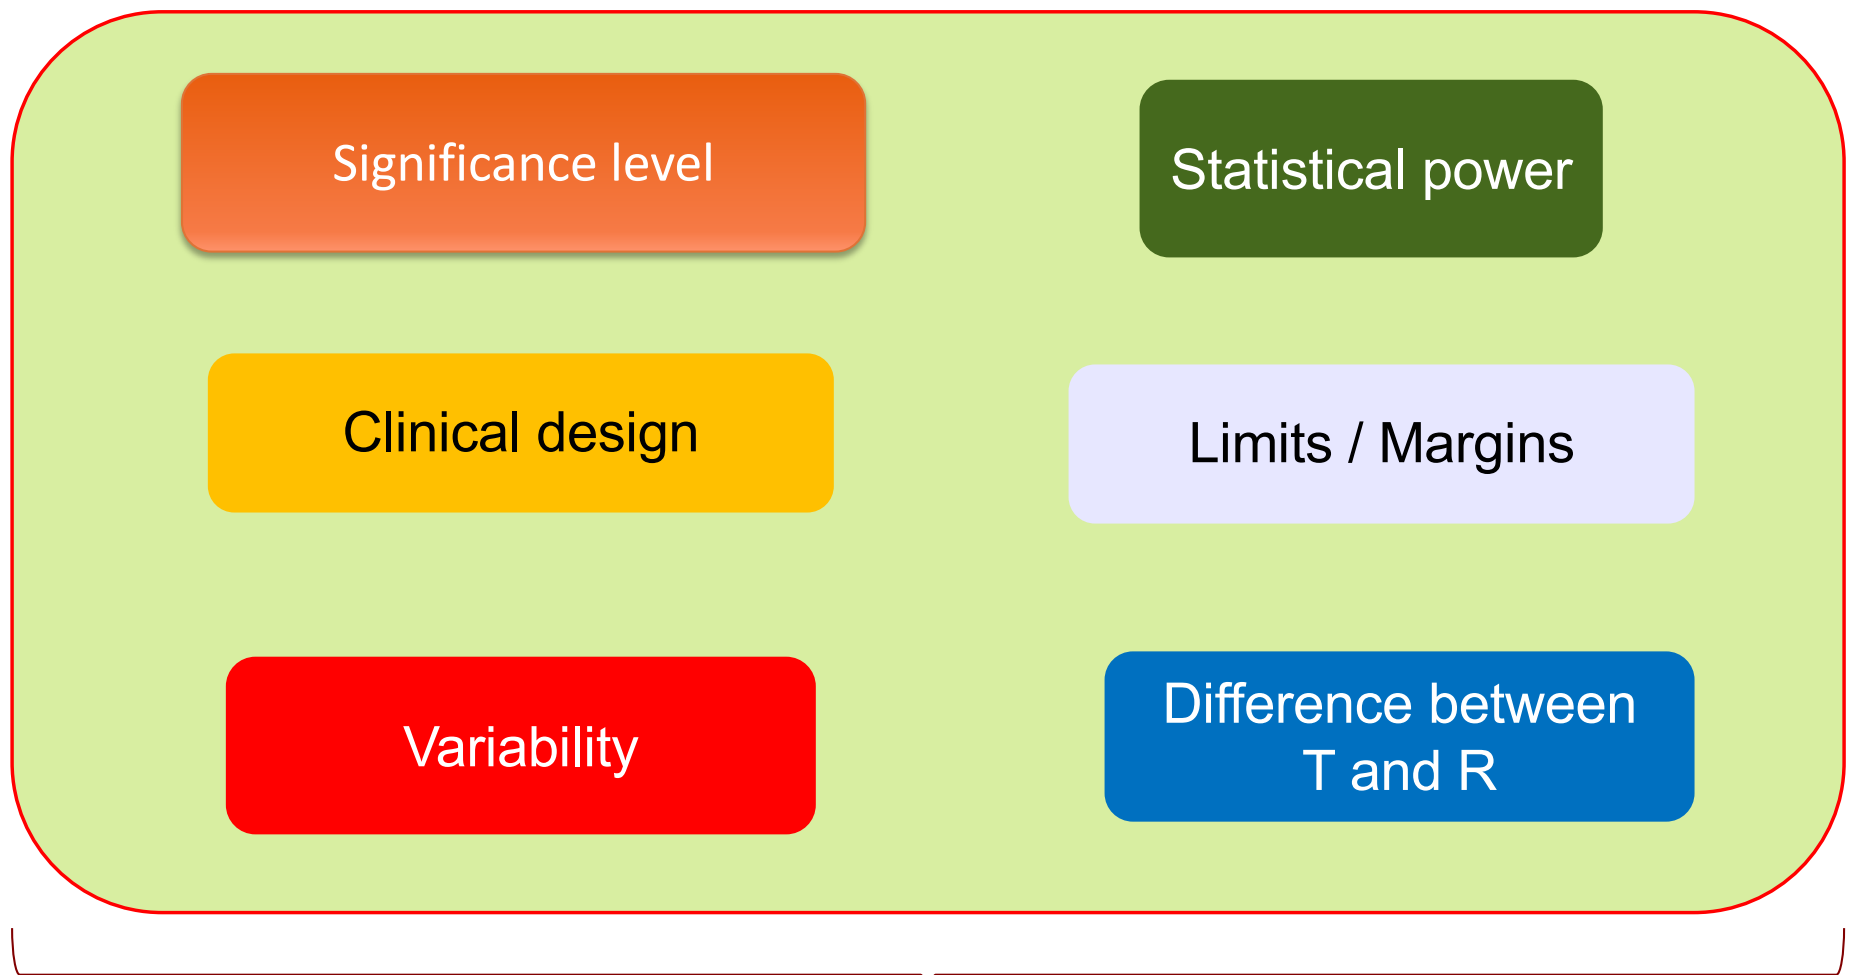 Significance level
Statistical power
Clinical design
Limits / Margins
Variability
Difference between
T and R